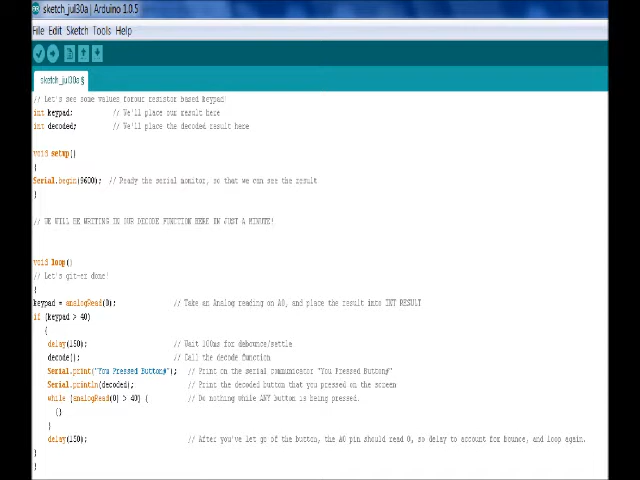 sketch_jul30a | Arduino 1.0.5
File Edit Sketch Tools Help
sketch_jul30a §
// Let's see some values forour resistor based keypad!
int keypad; // We'll place our result here
int decoded; // We'll place the decoded result here
void setup()
{
Serial.begin(9600); // Ready the serial monitor, so that we can see the result
}
// WE WILL BE WRITING IN OUR DECODE FUNCTION HERE IN JUST A MINUTE!
void loop()
// Let's git-er done!
{
keypad = analogRead(0); // Take an Analog reading on A0, and place the result into INT RESULT
if (keypad > 40)
{
delay(150); // Wait 100ms for debounce/settle
decode(); // Call the decode function
Serial.print("You Pressed Button#"); // Print on the serial communicator "You Pressed Button#"
Serial.println(decoded); // Print the decoded button that you pressed on the screen
while (analogRead(0) > 40) { // Do nothing while ANY button is being pressed.
{}
}
delay(150); // After you've let go of the button, the A0 pin should read 0, so delay to account for bounce, and loop again.
}
}